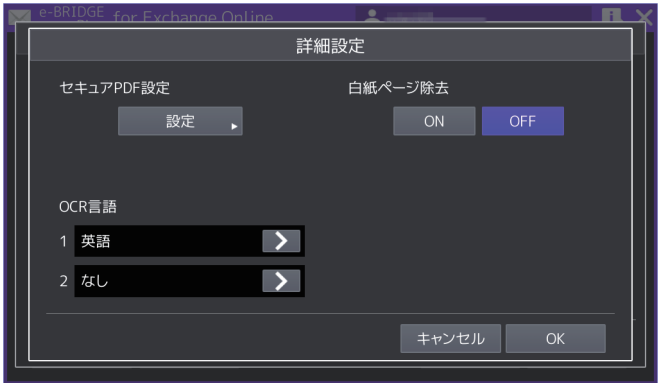 e-BRIDGE for Exchange Online
詳細設定
セキュアPDF設定
白紙ページ除去
設定
ON
OFF
OCR言語
1 英語
2 なし
キャンセル
OK